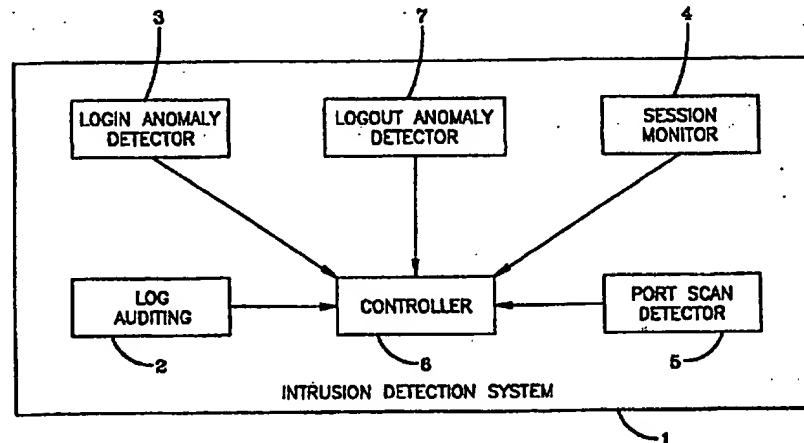 3
7
4
LOGIN ANOMALY
DETECTOR
LOGOUT ANOMALY
DETECTOR
SESSION
MONITOR
LOG
AUDITING
CONTROLLER
PORT SCAN
DETECTOR
2
6
5
INTRUSION DETECTION SYSTEM
1